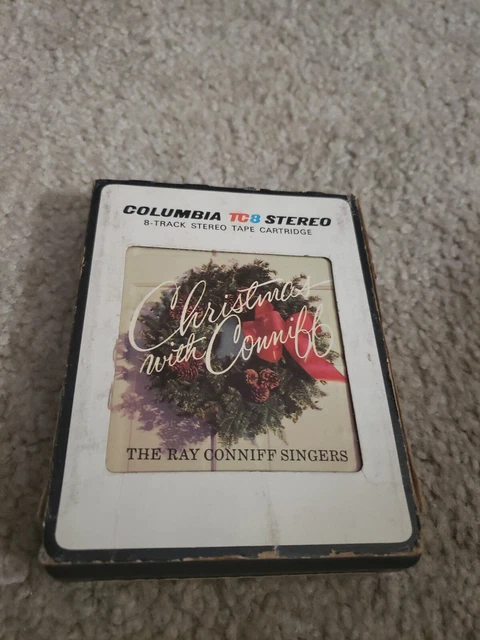 COLUMBIA TC8 STEREO
8-TRACK STEREO TAPE CARTRIDGE
Christmas
with Conniff
THE RAY CONNIFF SINGERS